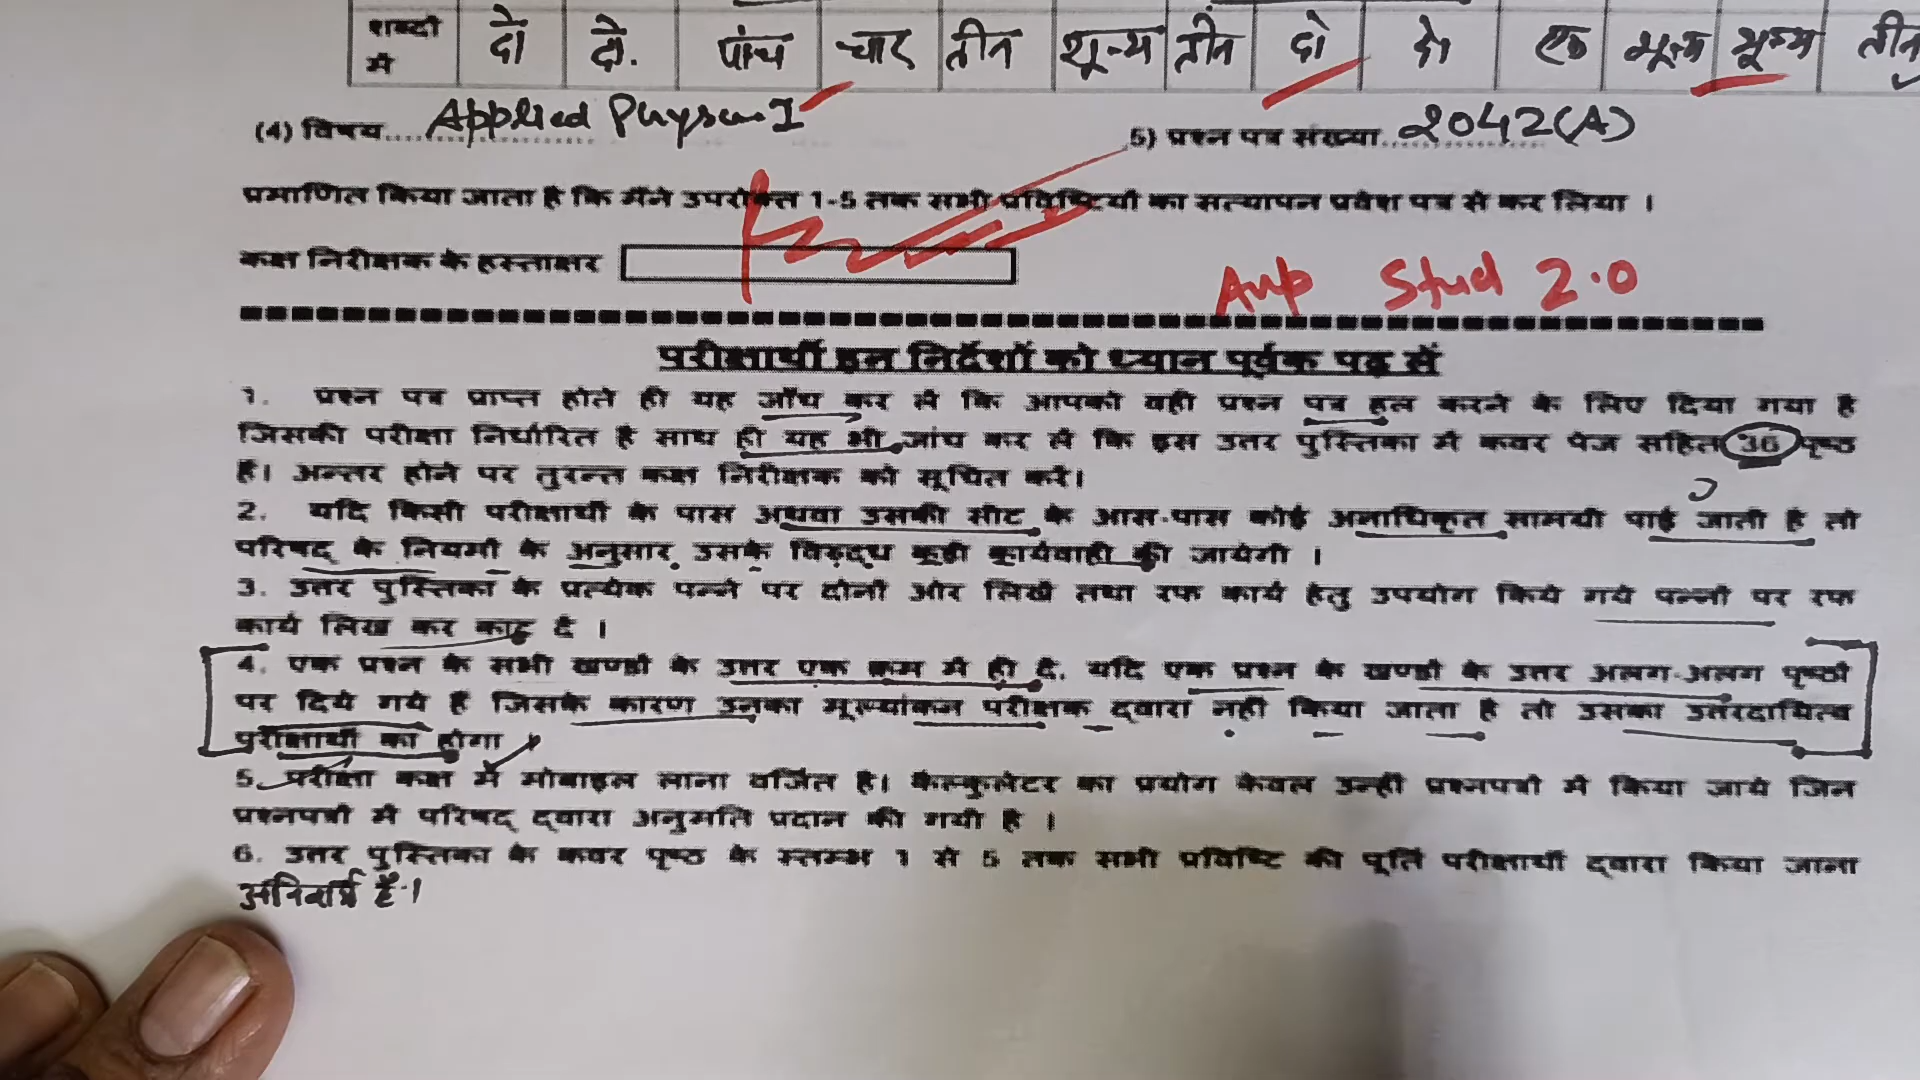 शब्दों में दो दो. पांच चार तीन शून्य तीन दो दो एक शून्य शून्य तीन
(4) विषय....Applied Physics-I 5) प्रश्न पत्र संख्या..2042(A)
प्रमाणित किया जाता है कि मैंने उपरोक्त 1-5 तक सभी प्रविष्टियों का सत्यापन प्रवेश पत्र से कर लिया ।
कक्ष निरीक्षक के हस्ताक्षर
Aup Stud 2.0
परीक्षार्थी इन निर्देशों को ध्यान पूर्वक पढ़ लें
1. प्रश्न पत्र प्राप्त होते ही यह जाँच कर लें कि आपको वही प्रश्न पत्र हल करने के लिए दिया गया है
जिसकी परीक्षा निर्धारित है साथ ही यह भी जांच कर लें कि इस उत्तर पुस्तिका में कवर पेज सहित 36 पृष्ठ
हैं। अन्तर होने पर तुरन्त कक्ष निरीक्षक को सूचित करें।
2. यदि किसी परीक्षार्थी के पास अथवा उसकी सीट के आस-पास कोई अनाधिकृत सामग्री पाई जाती है तो
परिषद् के नियमों के अनुसार उसके विरुद्ध कड़ी कार्यवाही की जायेगी ।
3. उत्तर पुस्तिका के प्रत्येक पन्ने पर दोनों ओर लिखें तथा रफ कार्य हेतु उपयोग किये गये पन्नों पर रफ
कार्य लिख कर काट दें ।
4. एक प्रश्न के सभी खण्डों के उत्तर एक क्रम में ही दें. यदि एक प्रश्न के खण्डों के उत्तर अलग-अलग पृष्ठों
पर दिये गये हैं जिसके कारण उनका मूल्यांकन परीक्षक द्वारा नहीं किया जाता है तो उसका उत्तरदायित्व
परीक्षार्थी का होगा ।
5. परीक्षा कक्ष में मोबाइल लाना वर्जित है। कैल्कुलेटर का प्रयोग केवल उन्ही प्रश्नपत्रों में किया जाये जिन
प्रश्नपत्रों में परिषद् द्वारा अनुमति प्रदान की गयी है ।
6. उत्तर पुस्तिका के कवर पृष्ठ के स्तम्भ 1 से 5 तक सभी प्रविष्टि की पूर्ति परीक्षार्थी द्वारा किया जाना
अनिवार्य है।